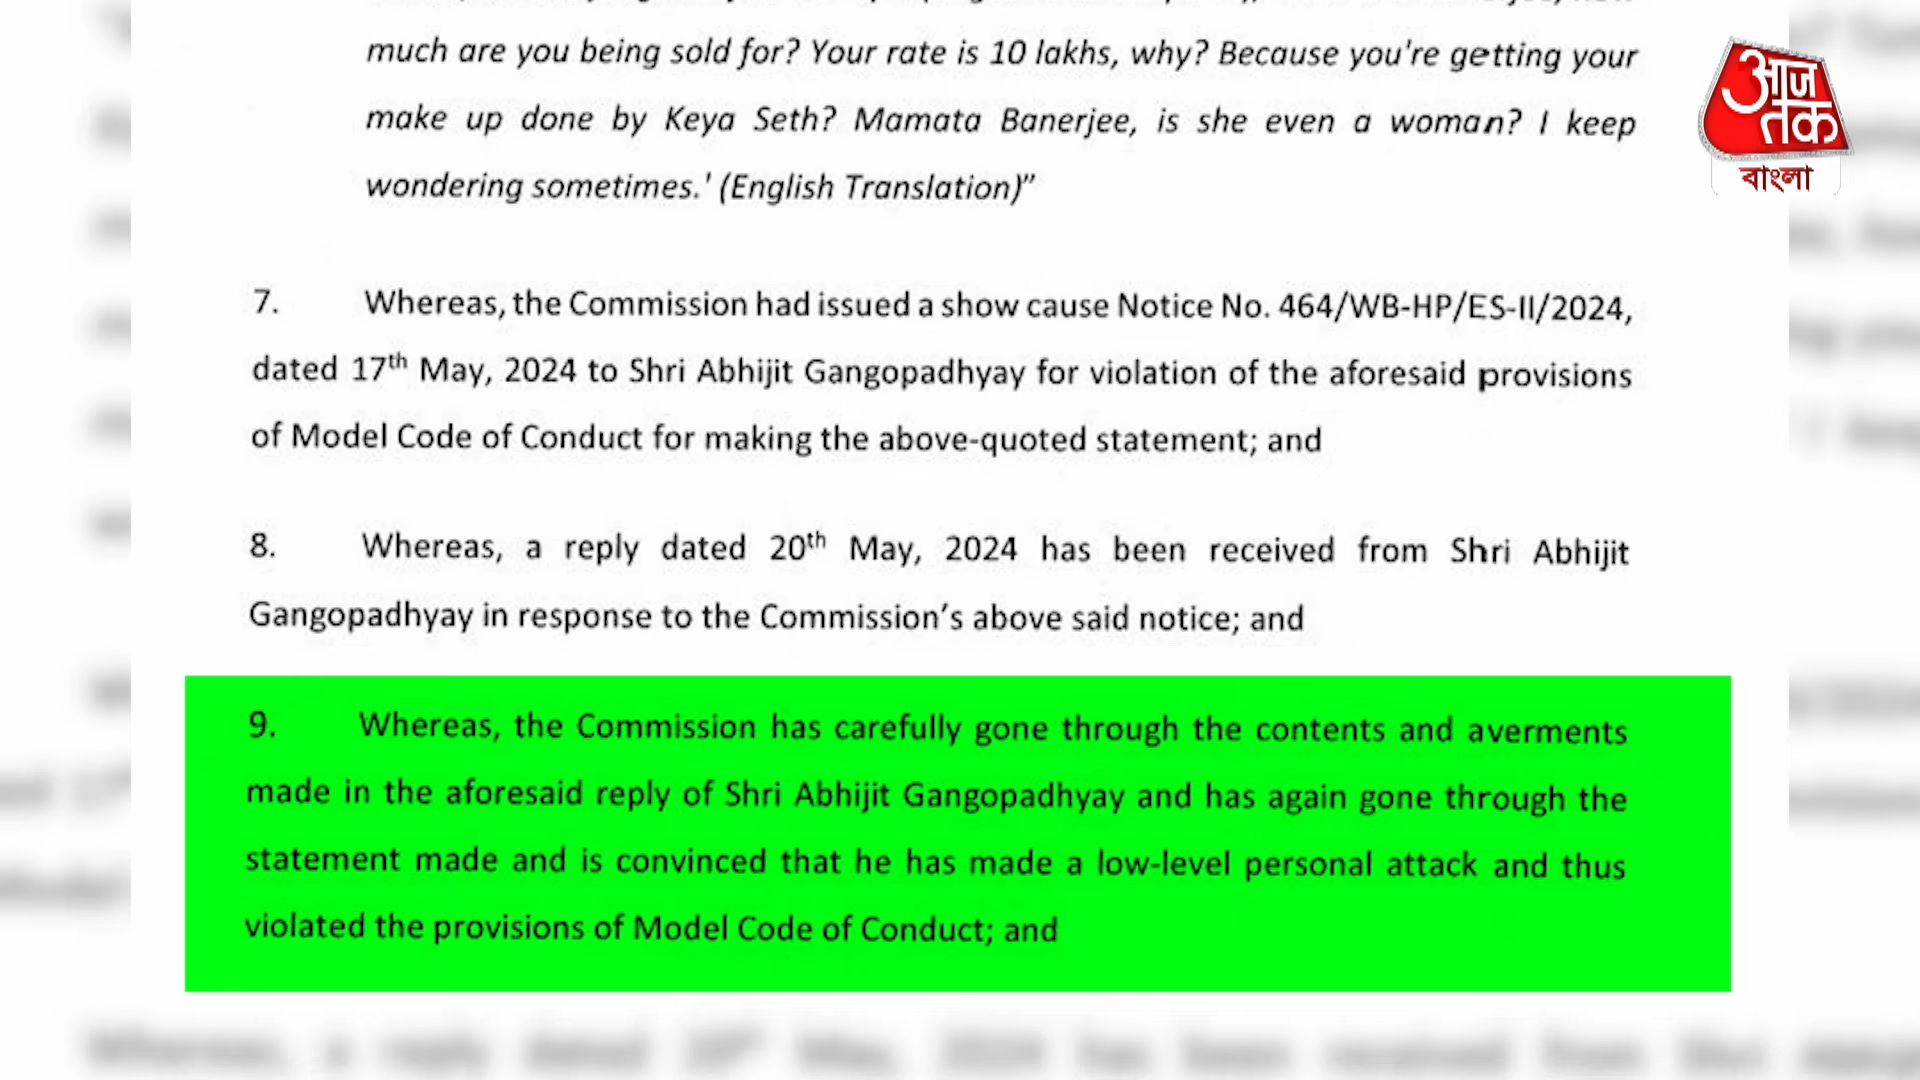 much are you being sold for? Your rate is 10 lakhs, why? Because you're getting your
make up done by Keya Seth? Mamata Banerjee, is she even a woman? I keep
wondering sometimes.' (English Translation)”
आज
तक
বাংলা
7. Whereas, the Commission had issued a show cause Notice No. 464/WB-HP/ES-II/2024,
dated 17th May, 2024 to Shri Abhijit Gangopadhyay for violation of the aforesaid provisions
of Model Code of Conduct for making the above-quoted statement; and
8. Whereas, a reply dated 20th May, 2024 has been received from Shri Abhijit
Gangopadhyay in response to the Commission’s above said notice; and
9. Whereas, the Commission has carefully gone through the contents and averments
made in the aforesaid reply of Shri Abhijit Gangopadhyay and has again gone through the
statement made and is convinced that he has made a low-level personal attack and thus
violated the provisions of Model Code of Conduct; and